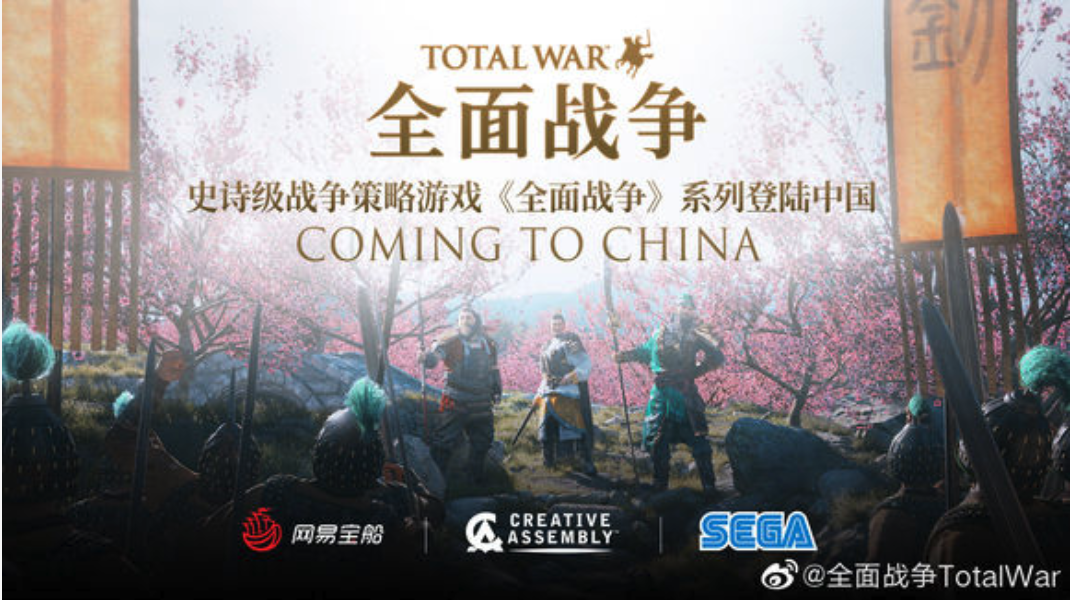 TOTAL WAR
全面战争
史诗级战争策略游戏《全面战争》系列登陆中国
COMING TO CHINA
网易宝船
CREATIVE
ASSEMBLY™
SEGA
@全面战争TotalWar